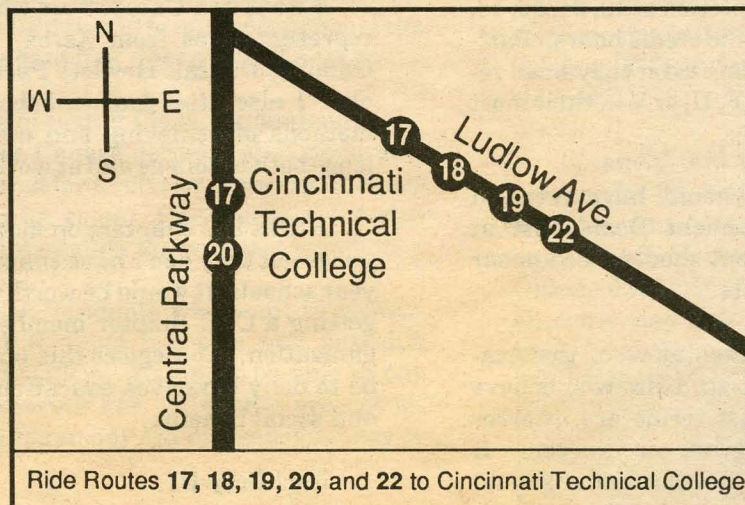 N
W E
S
Central Parkway
17
20
Cincinnati
Technical
College
Ludlow Ave.
17
18
19
22
Ride Routes 17, 18, 19, 20, and 22 to Cincinnati Technical College